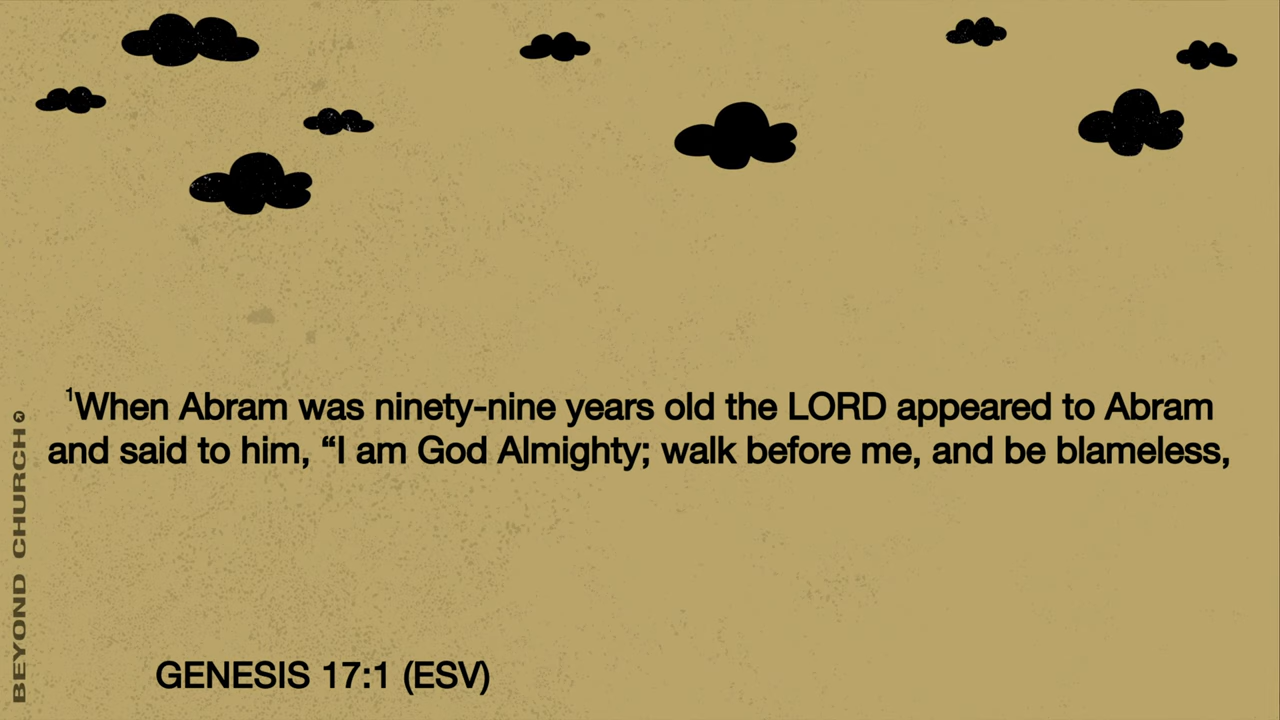 ¹When Abram was ninety-nine years old the LORD appeared to Abram
and said to him, “I am God Almighty; walk before me, and be blameless,
GENESIS 17:1 (ESV)
BEYOND CHURCH